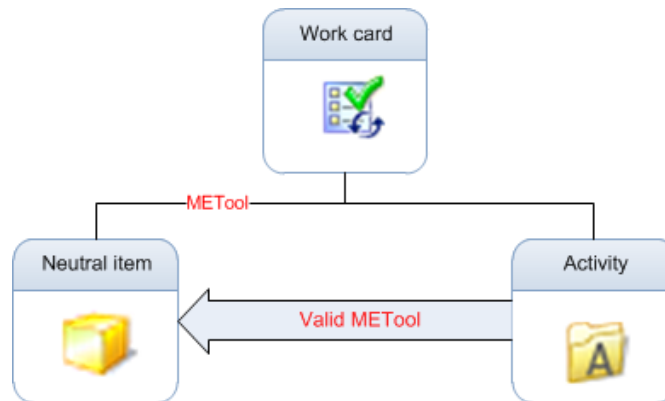 Work card
METool
Neutral item
Activity
Valid METool
A